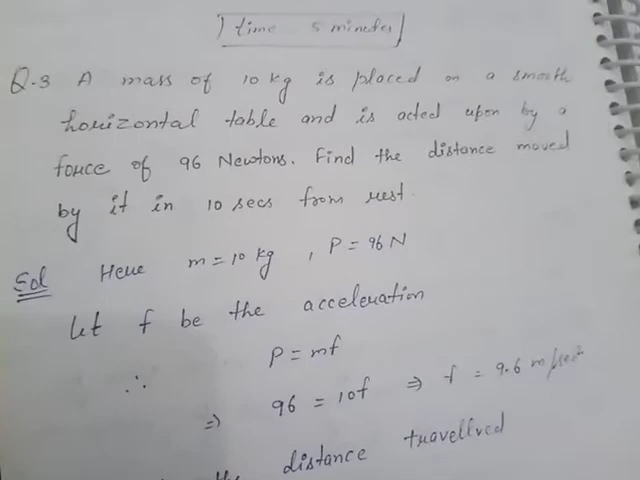 time 5 minutes
Q.3 A mass of 10 kg is placed on a smooth
horizontal table and is acted upon by a
force of 96 Newtons. Find the distance moved
by it in 10 secs from rest.
Sol Here m = 10 kg , P = 96 N
let f be the acceleration
∴ P = mf
⇒ 96 = 10f ⇒ f = 9.6 m/sec²
the distance travelled